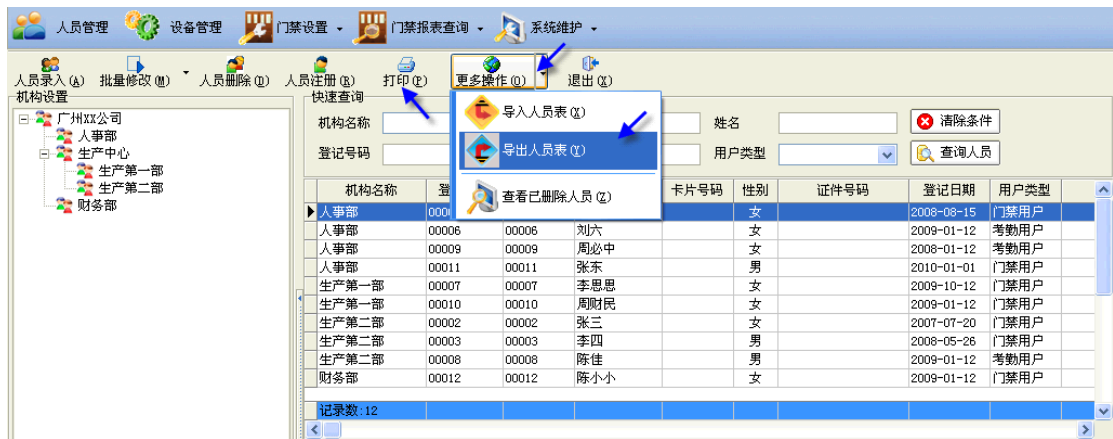 人员管理 设备管理 门禁设置 门禁报表查询 系统维护
人员录入(A) 批量修改(M) 人员删除(D) 人员注册(R) 打印(P) 更多操作(O) 退出(X)
机构设置
广州XX公司
人事部
生产中心
生产第一部
生产第二部
财务部
快速查询
机构名称 姓名 清除条件
登记号码 用户类型 查询人员
导入人员表(X)
导出人员表(Y)
查看已删除人员(Z)
机构名称 登 卡片号码 性别 证件号码 登记日期 用户类型
人事部 女 2008-08-15 门禁用户
人事部 00006 00006 刘六 女 2009-01-12 考勤用户
人事部 00009 00009 周必中 女 2008-01-12 考勤用户
人事部 00011 00011 张东 男 2010-01-01 门禁用户
生产第一部 00007 00007 李思思 女 2009-10-12 门禁用户
生产第一部 00010 00010 周财民 女 2009-01-12 门禁用户
生产第二部 00002 00002 张三 女 2007-07-20 门禁用户
生产第二部 00003 00003 李四 男 2008-05-26 门禁用户
生产第二部 00008 00008 陈佳 男 2009-01-12 考勤用户
财务部 00012 00012 陈小小 女 2009-01-12 门禁用户
记录数:12